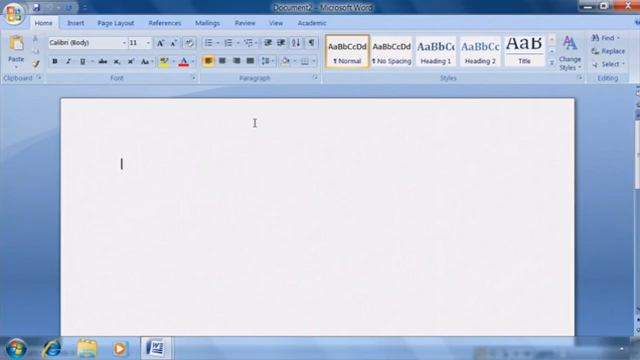 Document2 - Microsoft Word
Home Insert Page Layout References Mailings Review View Academic
Paste
Calibri (Body) 11
AaBbCcDd AaBbCcDd AaBbCc AaBbCc AaB
¶ Normal ¶ No Spacing Heading 1 Heading 2 Title
Change
Styles
Find
Replace
Select
Clipboard Font Paragraph Styles Editing